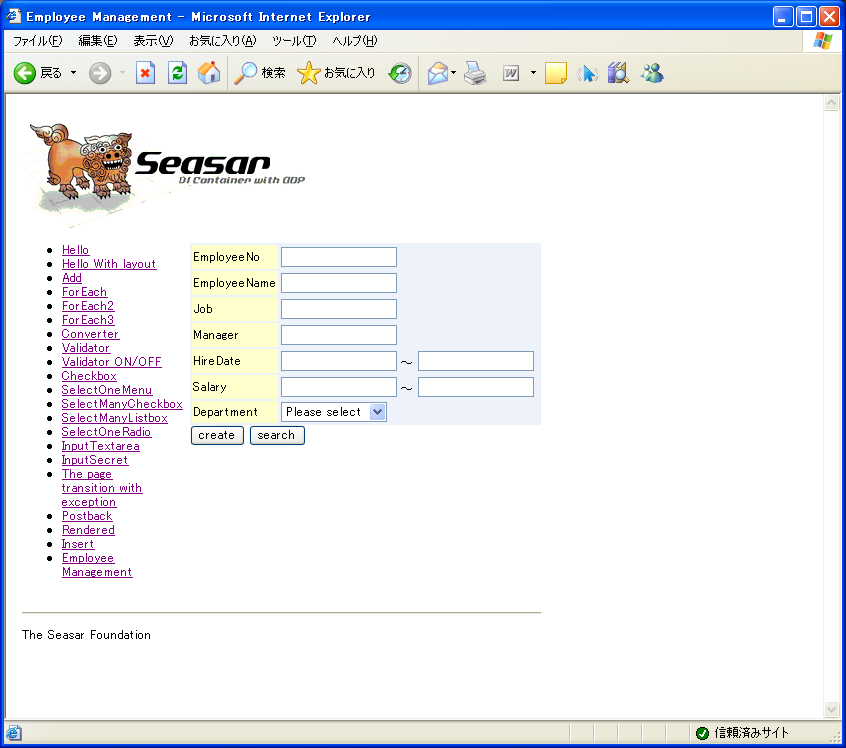 Employee Management - Microsoft Internet Explorer
ファイル(F) 編集(E) 表示(V) お気に入り(A) ツール(T) ヘルプ(H)
戻る 検索 お気に入り W
Seasar
DI Container with AOP
Hello
Hello With layout
Add
ForEach
ForEach2
ForEach3
Converter
Validator
Validator ON/OFF
Checkbox
SelectOneMenu
SelectManyCheckbox
SelectManyListbox
SelectOneRadio
InputTextarea
InputSecret
The page
transition with
exception
Postback
Rendered
Insert
Employee
Management
EmployeeNo
EmployeeName
Job
Manager
HireDate ～
Salary ～
Department Please select
create search
The Seasar Foundation
信頼済みサイト